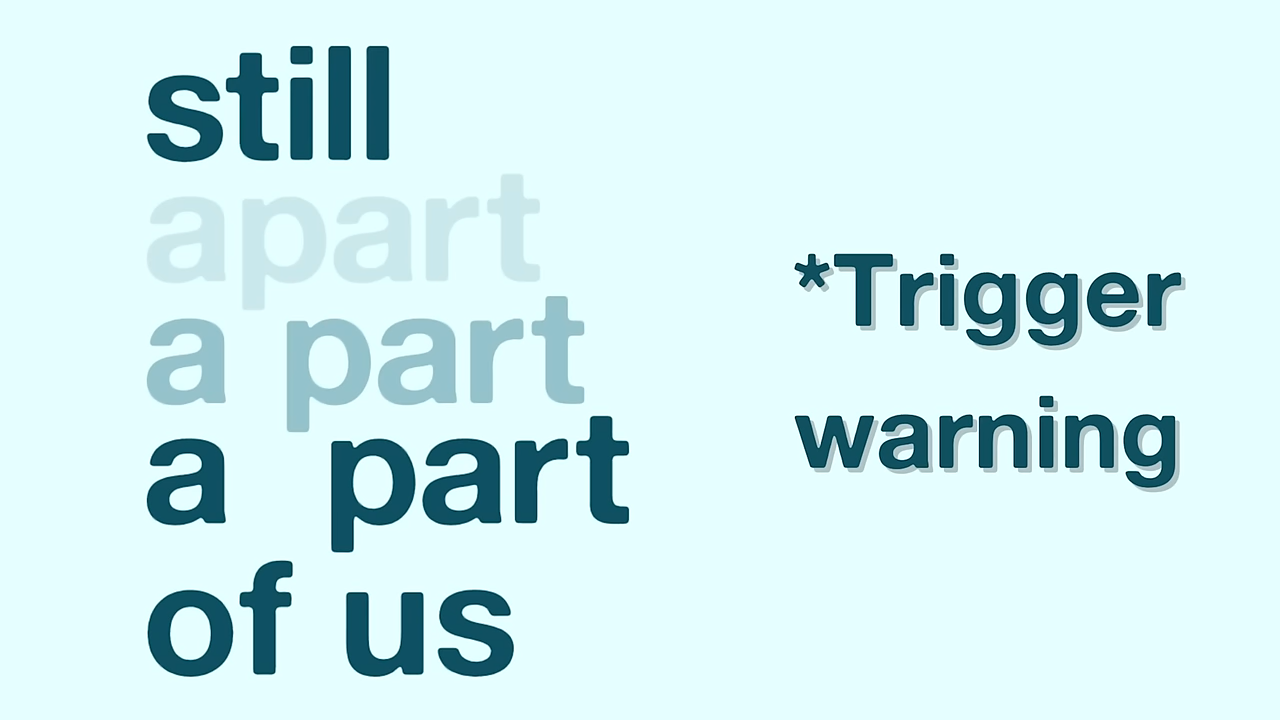 still
apart
a part
a part
of us
*Trigger
warning